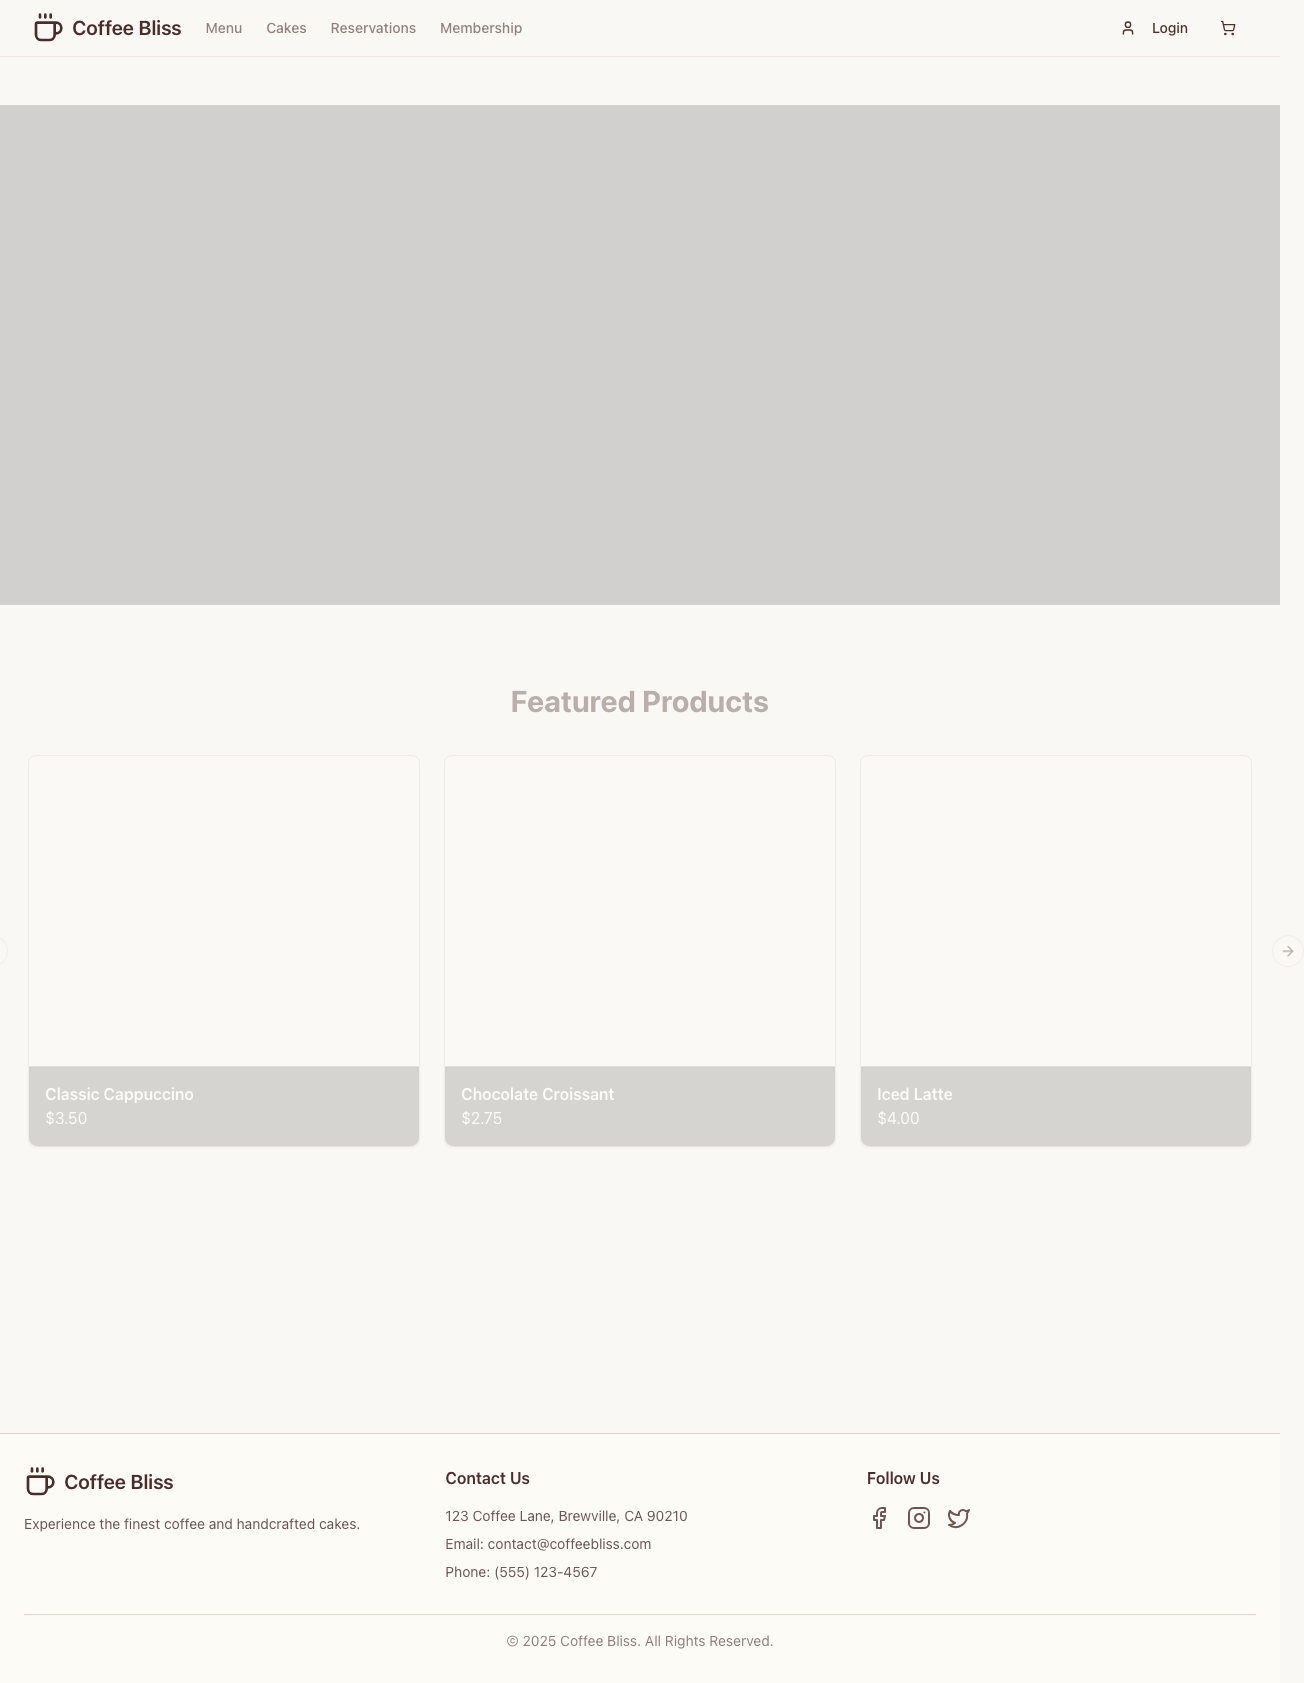 Coffee Bliss
Menu
Cakes
Reservations
Membership
Login
Featured Products
Classic Cappuccino
$3.50
Chocolate Croissant
$2.75
Iced Latte
$4.00
Coffee Bliss
Experience the finest coffee and handcrafted cakes.
Contact Us
123 Coffee Lane, Brewville, CA 90210
Email: contact@coffeebliss.com
Phone: (555) 123-4567
Follow Us
© 2025 Coffee Bliss. All Rights Reserved.